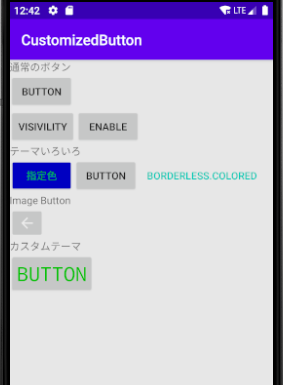 12:42 LTE
CustomizedButton
通常のボタン
BUTTON
VISIVILITY ENABLE
テーマいろいろ
指定色 BUTTON BORDERLESS.COLORED
Image Button
カスタムテーマ
BUTTON